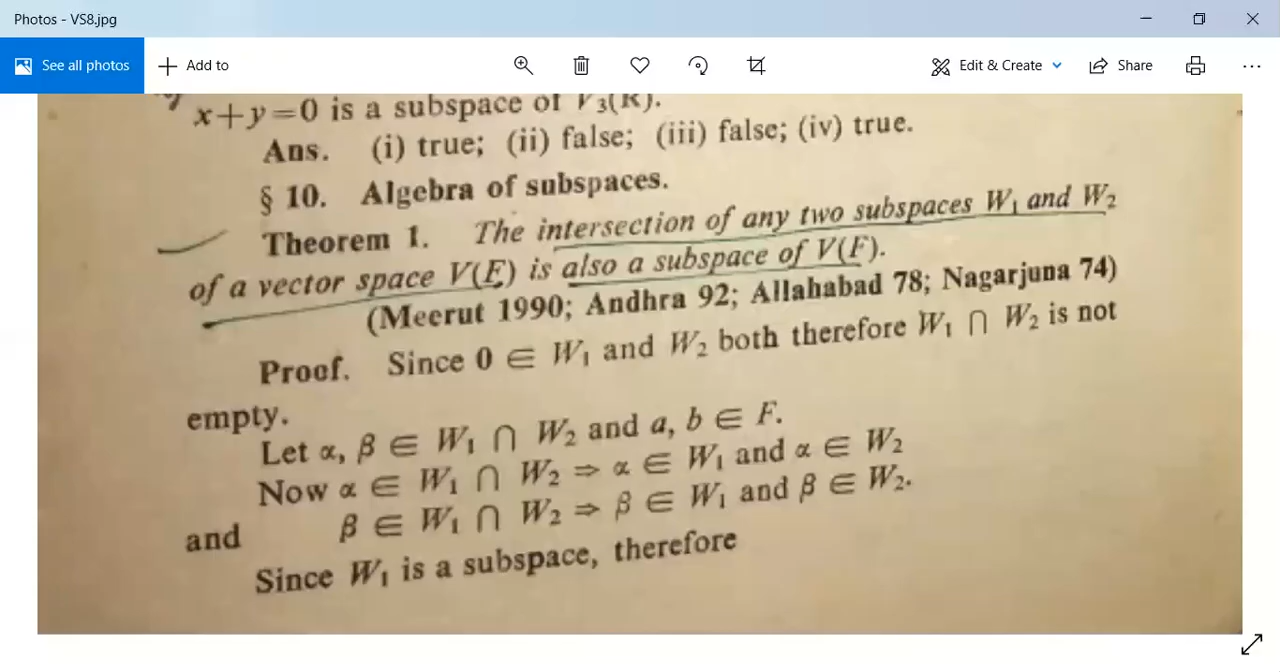 Photos - VS8.jpg
See all photos
Add to
Edit & Create
Share
x+y=0 is a subspace of V₃(R).
Ans. (i) true; (ii) false; (iii) false; (iv) true.
§ 10. Algebra of subspaces.
Theorem 1. The intersection of any two subspaces W₁ and W₂
of a vector space V(F) is also a subspace of V(F).
(Meerut 1990; Andhra 92; Allahabad 78; Nagarjuna 74)
Proof. Since 0 ∈ W₁ and W₂ both therefore W₁ ∩ W₂ is not
empty.
Let α, β ∈ W₁ ∩ W₂ and a, b ∈ F.
Now α ∈ W₁ ∩ W₂ ⇒ α ∈ W₁ and α ∈ W₂
and β ∈ W₁ ∩ W₂ ⇒ β ∈ W₁ and β ∈ W₂.
Since W₁ is a subspace, therefore